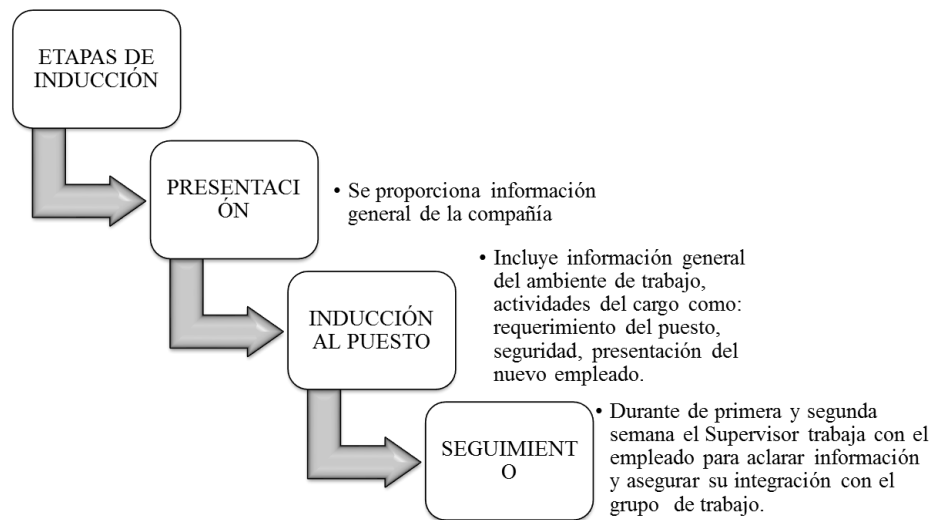 ETAPAS DE
INDUCCIÓN
PRESENTACI
ÓN
• Se proporciona información
general de la compañía
INDUCCIÓN
AL PUESTO
• Incluye información general
del ambiente de trabajo,
actividades del cargo como:
requerimiento del puesto,
seguridad, presentación del
nuevo empleado.
SEGUIMIENT
O
• Durante de primera y segunda
semana el Supervisor trabaja con el
empleado para aclarar información
y asegurar su integración con el
grupo de trabajo.